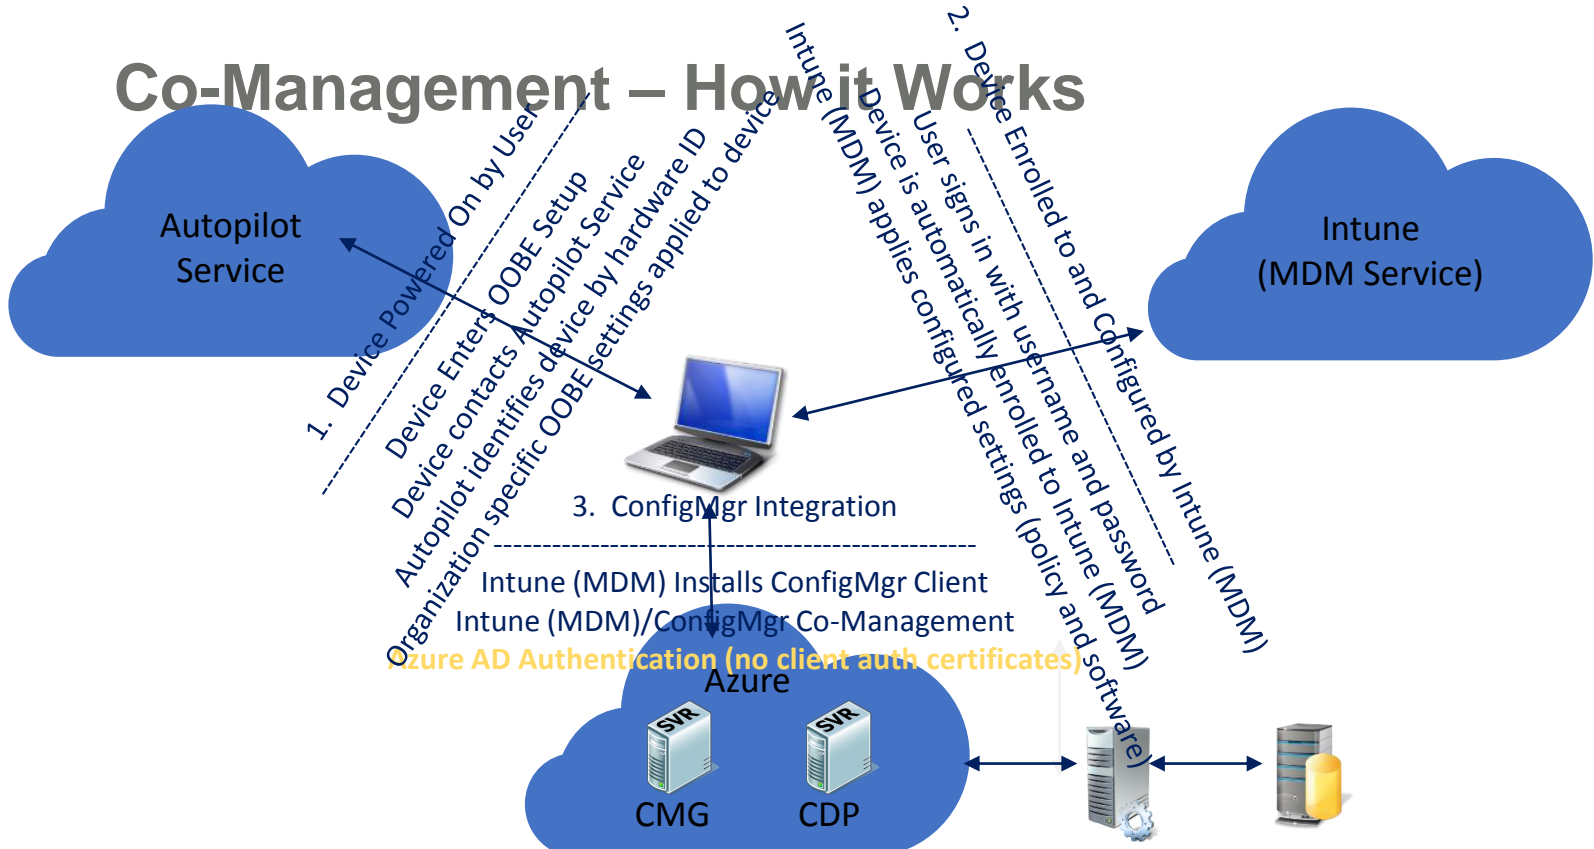 Co-Management – How it Works
Autopilot
Service
1. Device Powered On by User
Device Enters OOBE Setup
Device contacts Autopilot Service
Autopilot identifies device by hardware ID
Organization specific OOBE settings applied to device
2. Device Enrolled to and Configured by Intune (MDM)
User signs in with username and password
Device is automatically enrolled to Intune (MDM)
Intune (MDM) applies configured settings (policy and software)
Intune
(MDM Service)
3. ConfigMgr Integration
Intune (MDM) Installs ConfigMgr Client
Intune (MDM)/ConfigMgr Co-Management
Azure AD Authentication (no client auth certificates)
Azure
SVR
SVR
CMG
CDP